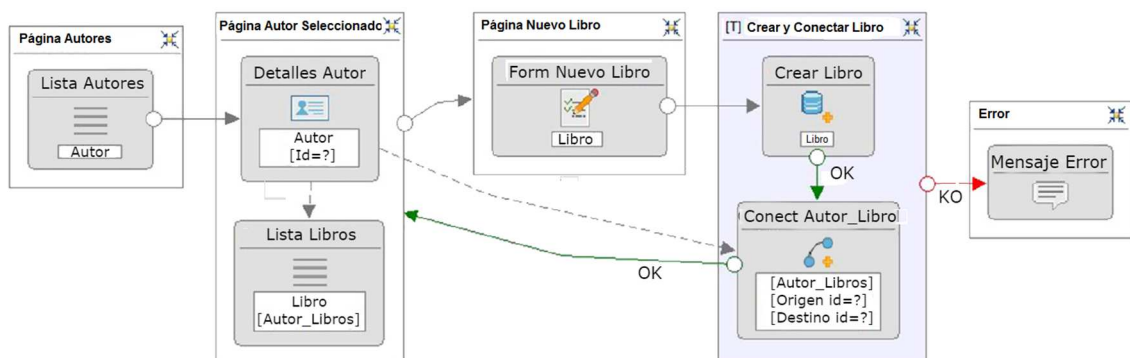 Página Autores
Lista Autores
Autor
Página Autor Seleccionado
Detalles Autor
Autor
[Id=?]
Lista Libros
Libro
[Autor_Libros]
Página Nuevo Libro
Form Nuevo Libro
Libro
[T] Crear y Conectar Libro
Crear Libro
Libro
OK
Conect Autor_Libro
[Autor_Libros]
[Origen id=?]
[Destino id=?]
OK
KO
Error
Mensaje Error